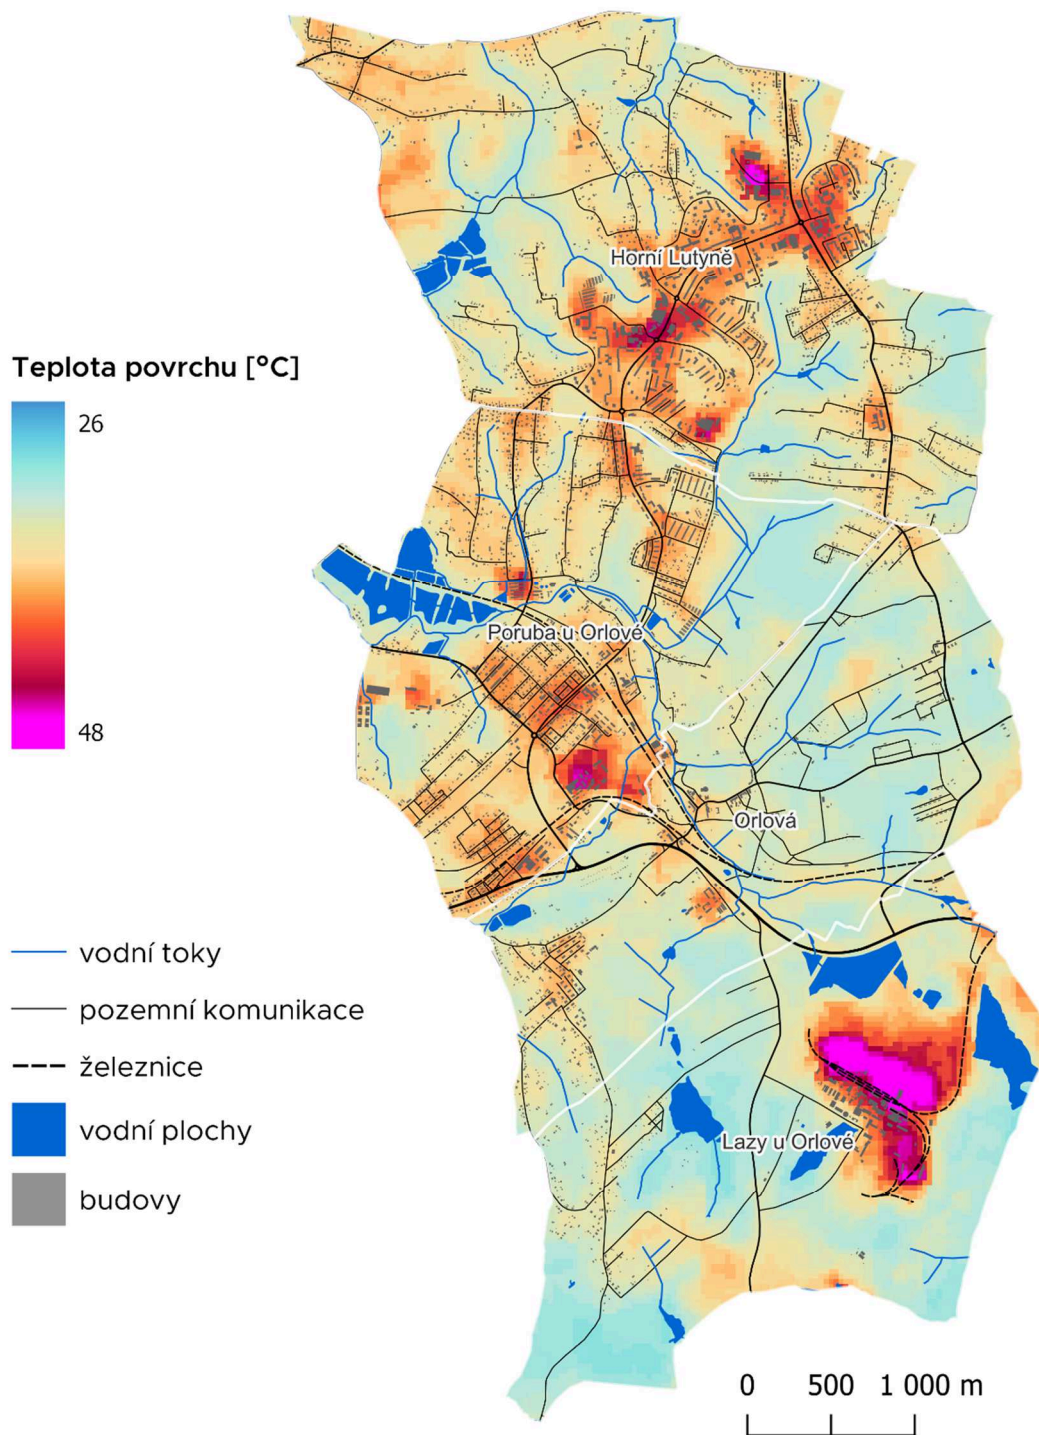 Horní Lutyně
Teplota povrchu [°C]
26
48
Poruba u Orlové
Orlová
vodní toky
pozemní komunikace
železnice
vodní plochy
budovy
Lazy u Orlové
0 500 1 000 m